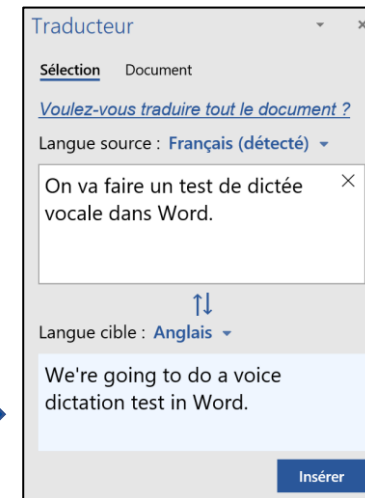 Traducteur
Sélection Document
Voulez-vous traduire tout le document ?
Langue source : Français (détecté)
On va faire un test de dictée
vocale dans Word.
Langue cible : Anglais
We're going to do a voice
dictation test in Word.
Insérer